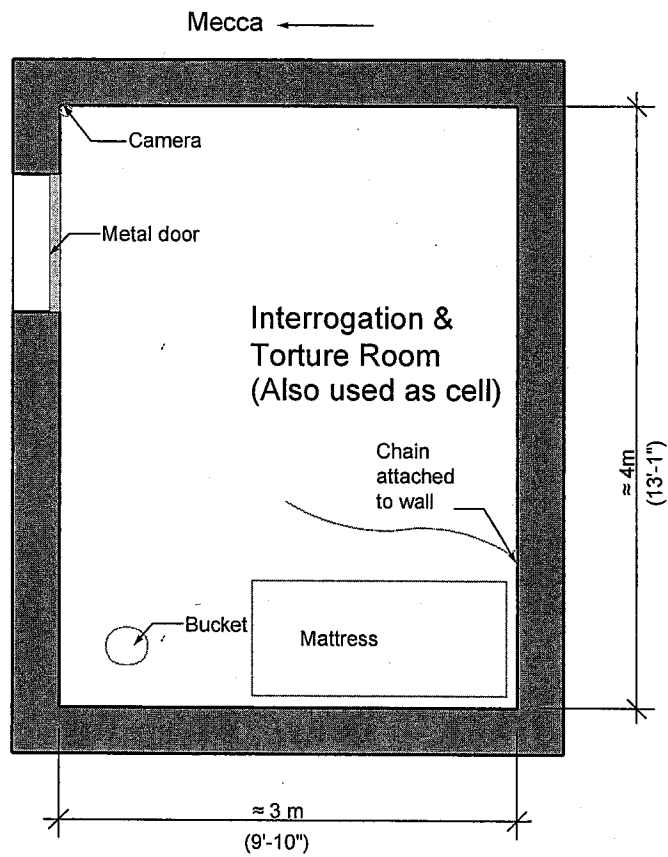 Mecca
Camera
Metal door
Interrogation &
Torture Room
(Also used as cell)
Chain
attached
to wall
≈ 4m
(13'-1")
Bucket
Mattress
≈ 3 m
(9'-10")